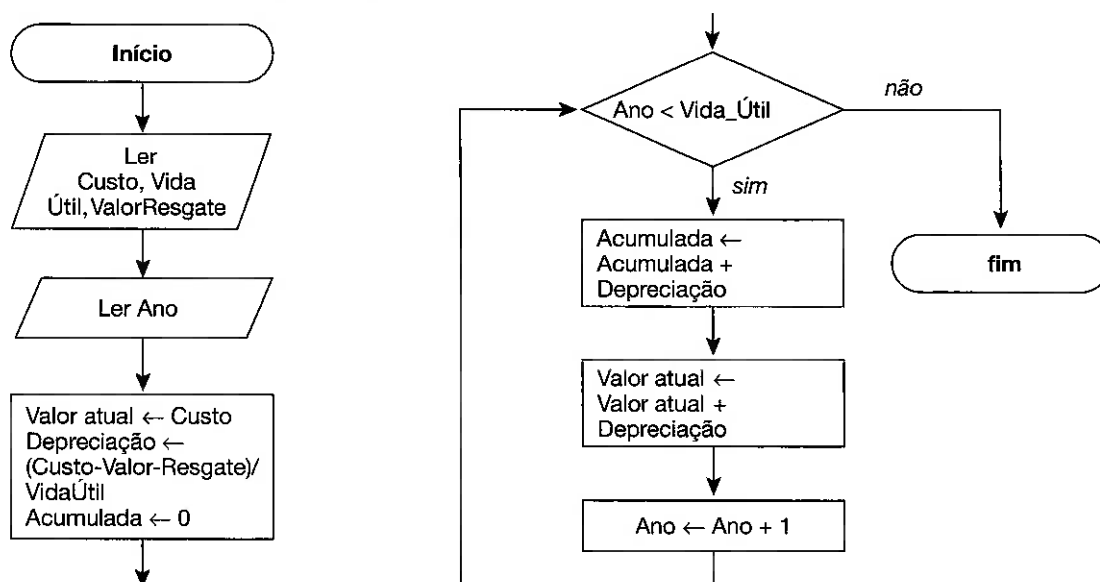 Início
Ler
Custo, Vida
Útil, ValorResgate
Ler Ano
Valor atual ← Custo
Depreciação ←
(Custo-Valor-Resgate)/
VidaÚtil
Acumulada ← 0
Ano < Vida_Útil
não
sim
Acumulada ←
Acumulada +
Depreciação
fim
Valor atual ←
Valor atual +
Depreciação
Ano ← Ano + 1